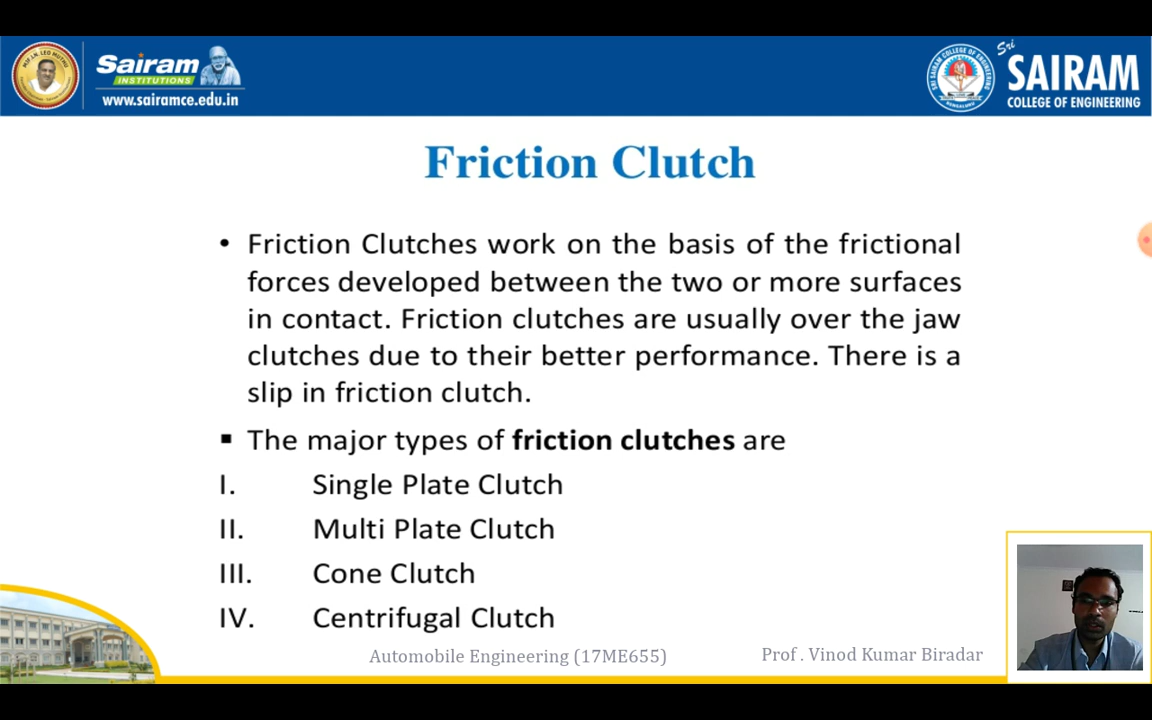 Sairam
INSTITUTIONS
www.sairamce.edu.in
Sri
SAIRAM
COLLEGE OF ENGINEERING
Friction Clutch
• Friction Clutches work on the basis of the frictional
forces developed between the two or more surfaces
in contact. Friction clutches are usually over the jaw
clutches due to their better performance. There is a
slip in friction clutch.
▪ The major types of friction clutches are
I. Single Plate Clutch
II. Multi Plate Clutch
III. Cone Clutch
IV. Centrifugal Clutch
Automobile Engineering (17ME655)
Prof . Vinod Kumar Biradar